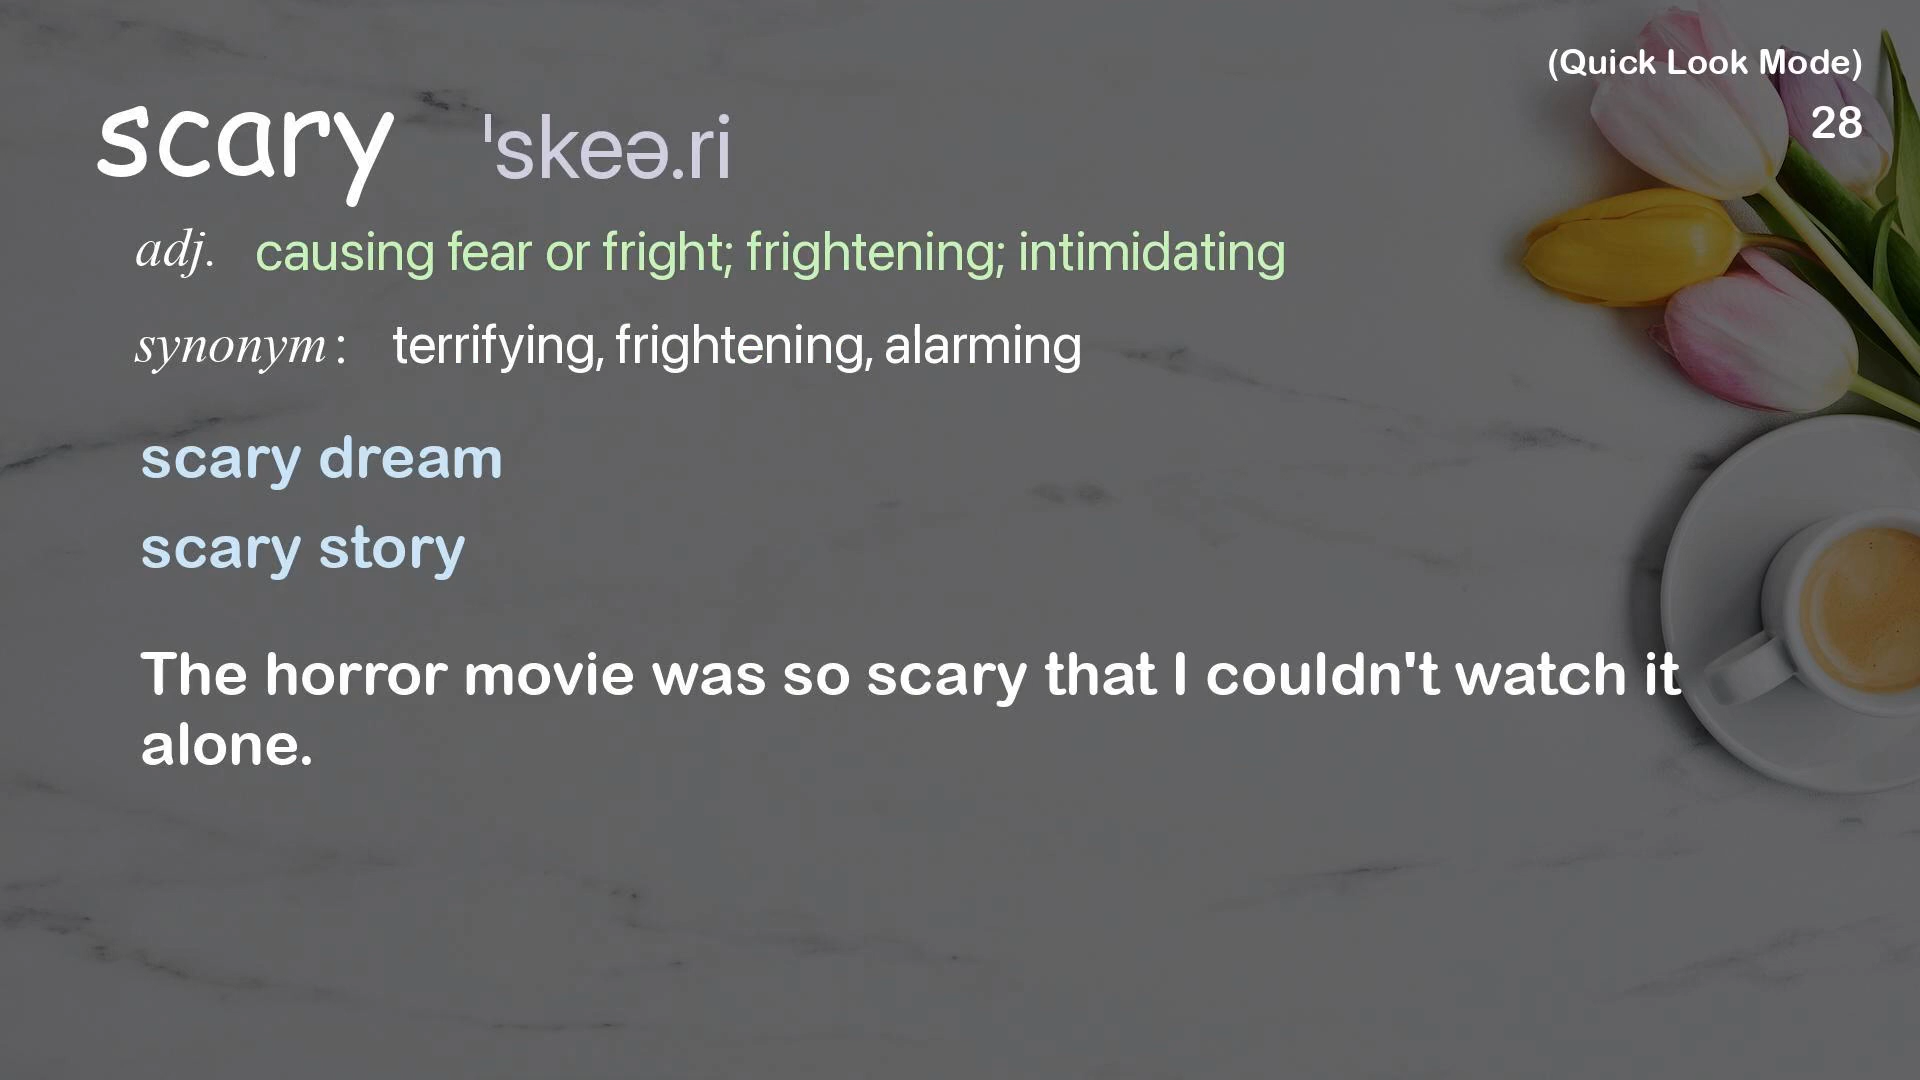 (Quick Look Mode)
28
scary ˈskeə.ri
adj. causing fear or fright; frightening; intimidating
synonym: terrifying, frightening, alarming
scary dream
scary story
The horror movie was so scary that I couldn't watch it
alone.